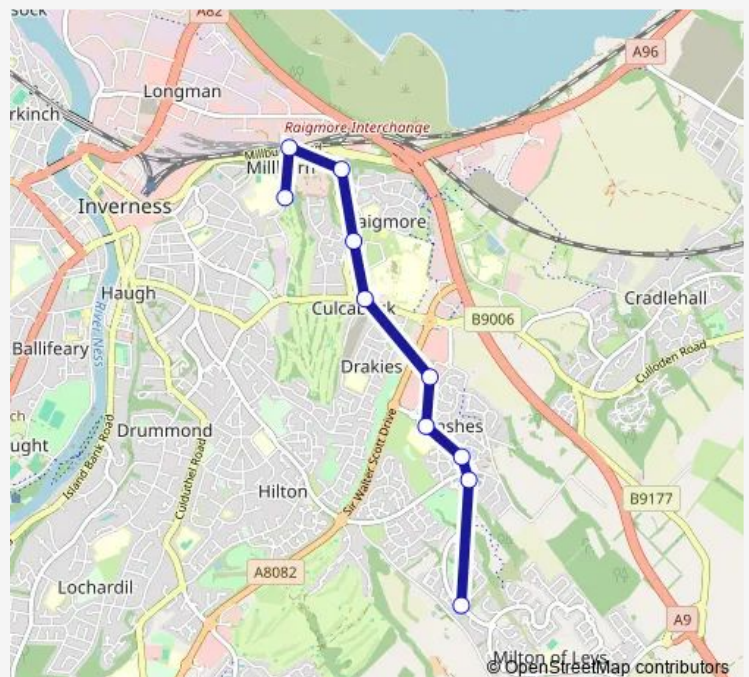 A82
Longman
A96
rkinch
Raigmore Interchange
Inverness
aigmore
Haugh
Cradlehall
B9006
Ballifeary
River Ness
Drakies
Culloden Road
Drummond
Island Bank Road
Culduthel Road
Sir Walter Scott Drive
Hilton
B9177
A8082
Lochardil
A9
Milton of Leys
© OpenStreetMap contributors